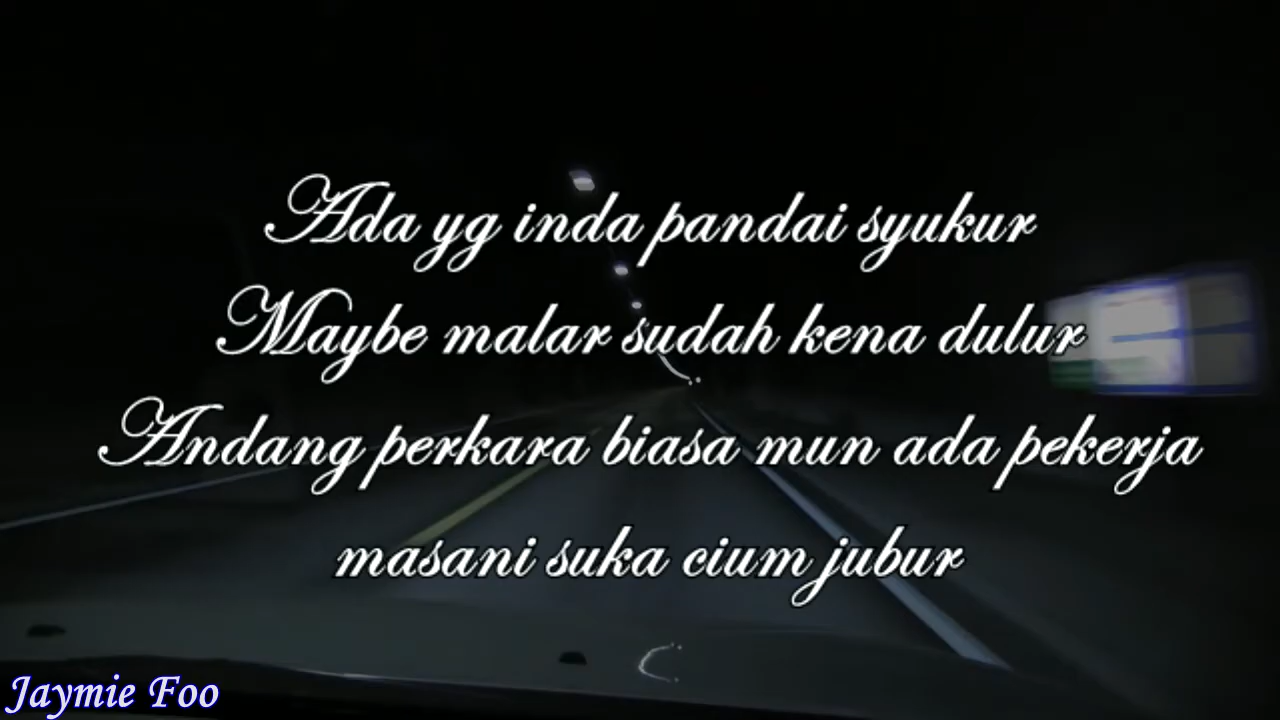 Ada yg inda pandai syukur
Maybe malar sudah kena dulur
Andang perkara biasa mun ada pekerja
masani suka cium jubur
Jaymie Foo